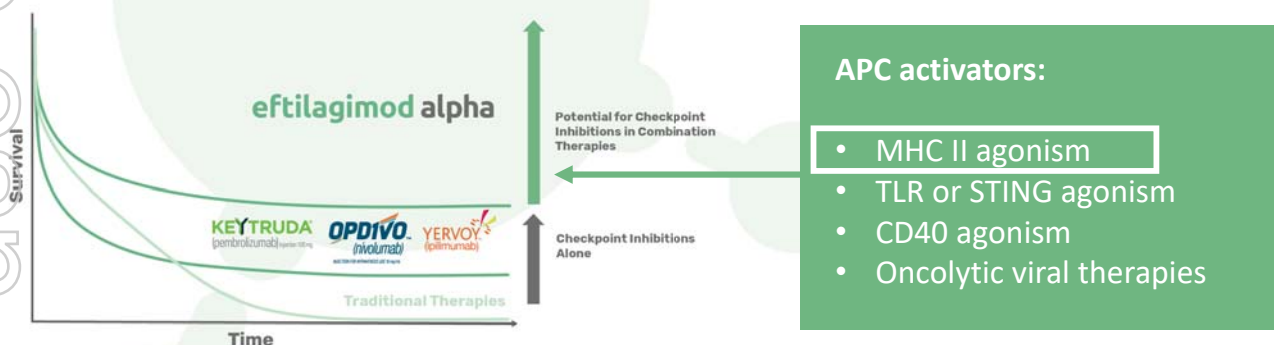 Survival
eftilagimod alpha
KEYTRUDA®
(pembrolizumab)
OPDIVO
(nivolumab)
YERVOY
(ipilimumab)
Traditional Therapies
Time
Potential for Checkpoint
Inhibitions in Combination
Therapies
Checkpoint Inhibitions
Alone
APC activators:
• MHC II agonism
• TLR or STING agonism
• CD40 agonism
• Oncolytic viral therapies